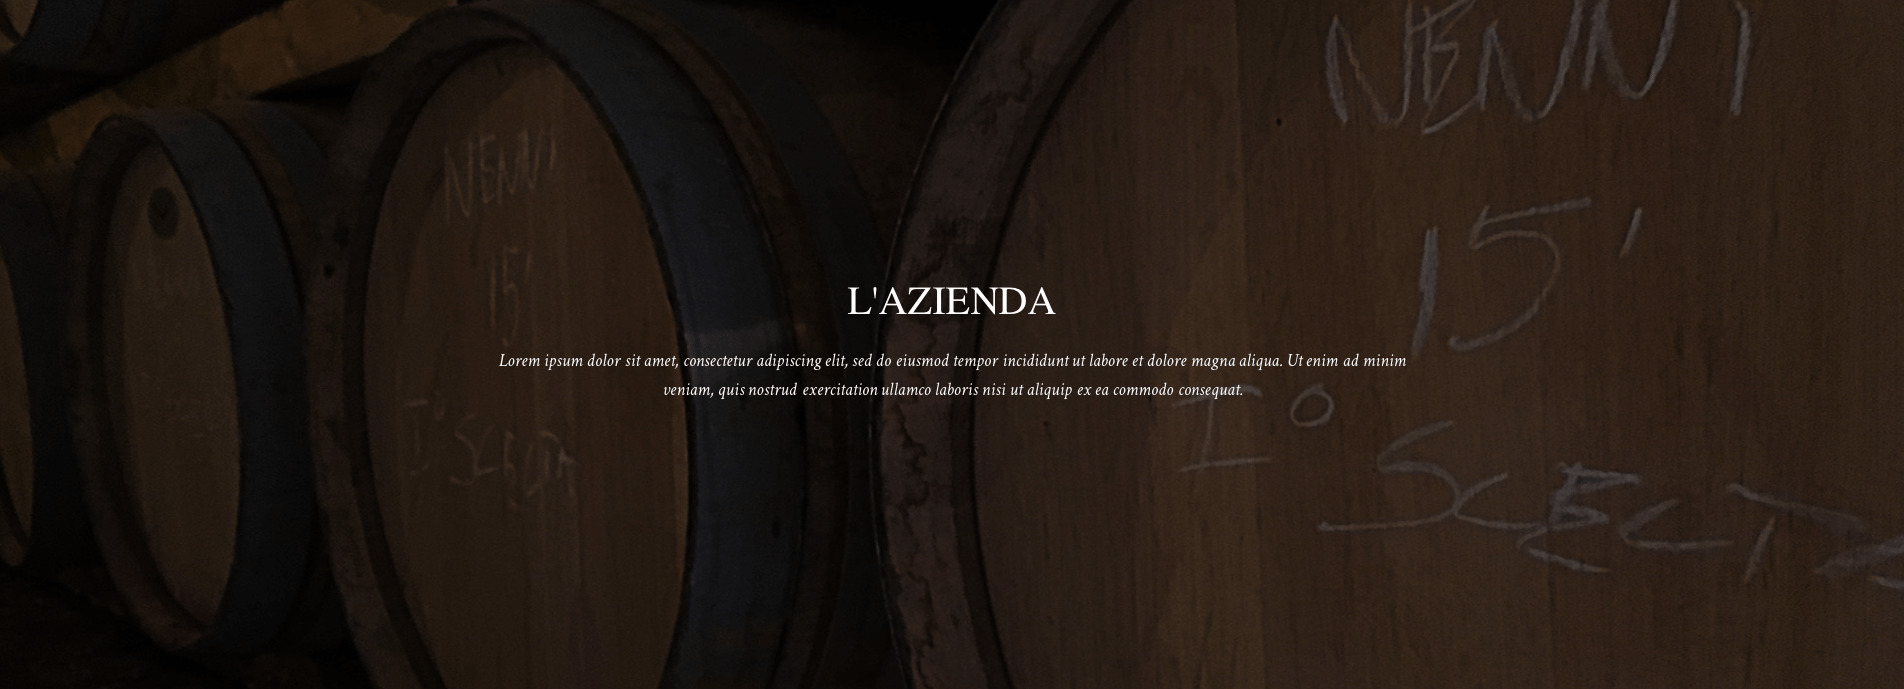 NENNI
15'
NENNI
15'
L'AZIENDA
Lorem ipsum dolor sit amet, consectetur adipiscing elit, sed do eiusmod tempor incididunt ut labore et dolore magna aliqua. Ut enim ad minim
veniam, quis nostrud exercitation ullamco laboris nisi ut aliquip ex ea commodo consequat.
I°
I°